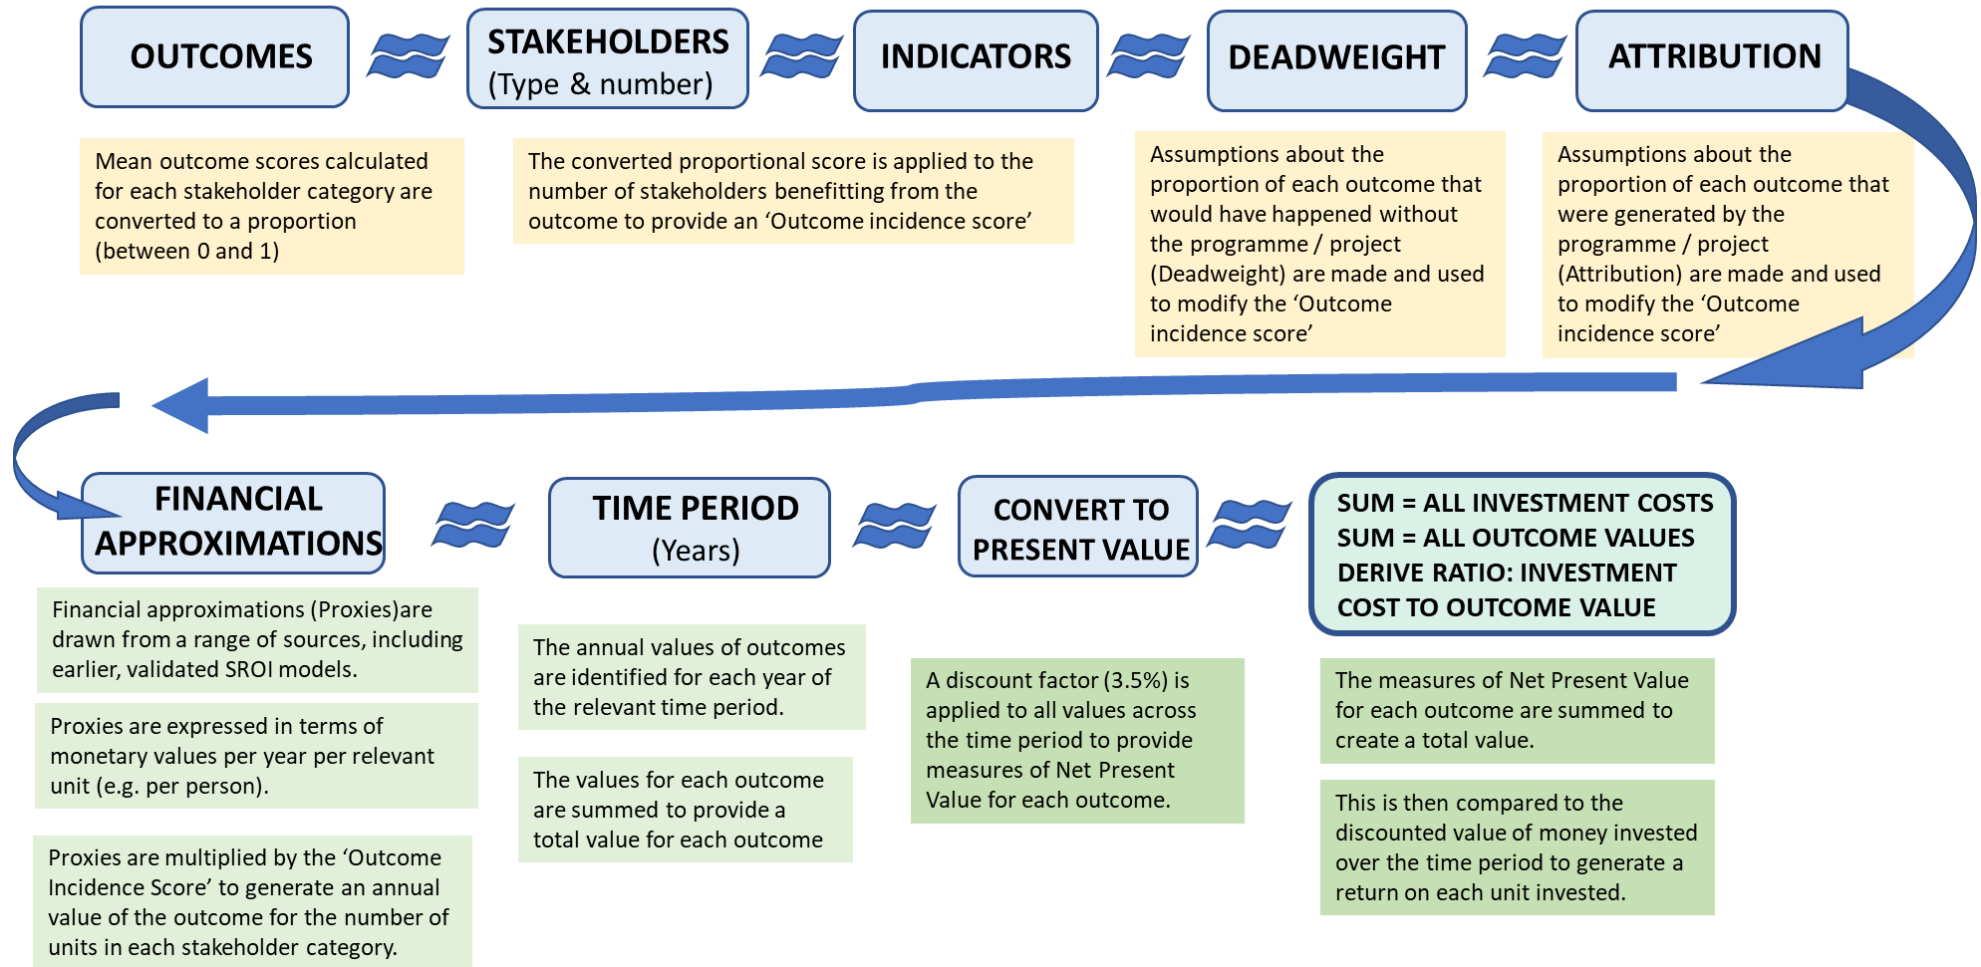 OUTCOMES
STAKEHOLDERS
(Type & number)
INDICATORS
DEADWEIGHT
ATTRIBUTION
Mean outcome scores calculated
for each stakeholder category are
converted to a proportion
(between 0 and 1)
The converted proportional score is applied to the
number of stakeholders benefitting from the
outcome to provide an ‘Outcome incidence score’
Assumptions about the
proportion of each outcome that
would have happened without
the programme / project
(Deadweight) are made and used
to modify the ‘Outcome
incidence score’
Assumptions about the
proportion of each outcome that
were generated by the
programme / project
(Attribution) are made and used
to modify the ‘Outcome
incidence score’
FINANCIAL
APPROXIMATIONS
TIME PERIOD
(Years)
CONVERT TO
PRESENT VALUE
SUM = ALL INVESTMENT COSTS
SUM = ALL OUTCOME VALUES
DERIVE RATIO: INVESTMENT
COST TO OUTCOME VALUE
Financial approximations (Proxies)are
drawn from a range of sources, including
earlier, validated SROI models.
Proxies are expressed in terms of
monetary values per year per relevant
unit (e.g. per person).
Proxies are multiplied by the ‘Outcome
Incidence Score’ to generate an annual
value of the outcome for the number of
units in each stakeholder category.
The annual values of outcomes
are identified for each year of
the relevant time period.
The values for each outcome
are summed to provide a
total value for each outcome
A discount factor (3.5%) is
applied to all values across
the time period to provide
measures of Net Present
Value for each outcome.
The measures of Net Present Value
for each outcome are summed to
create a total value.
This is then compared to the
discounted value of money invested
over the time period to generate a
return on each unit invested.